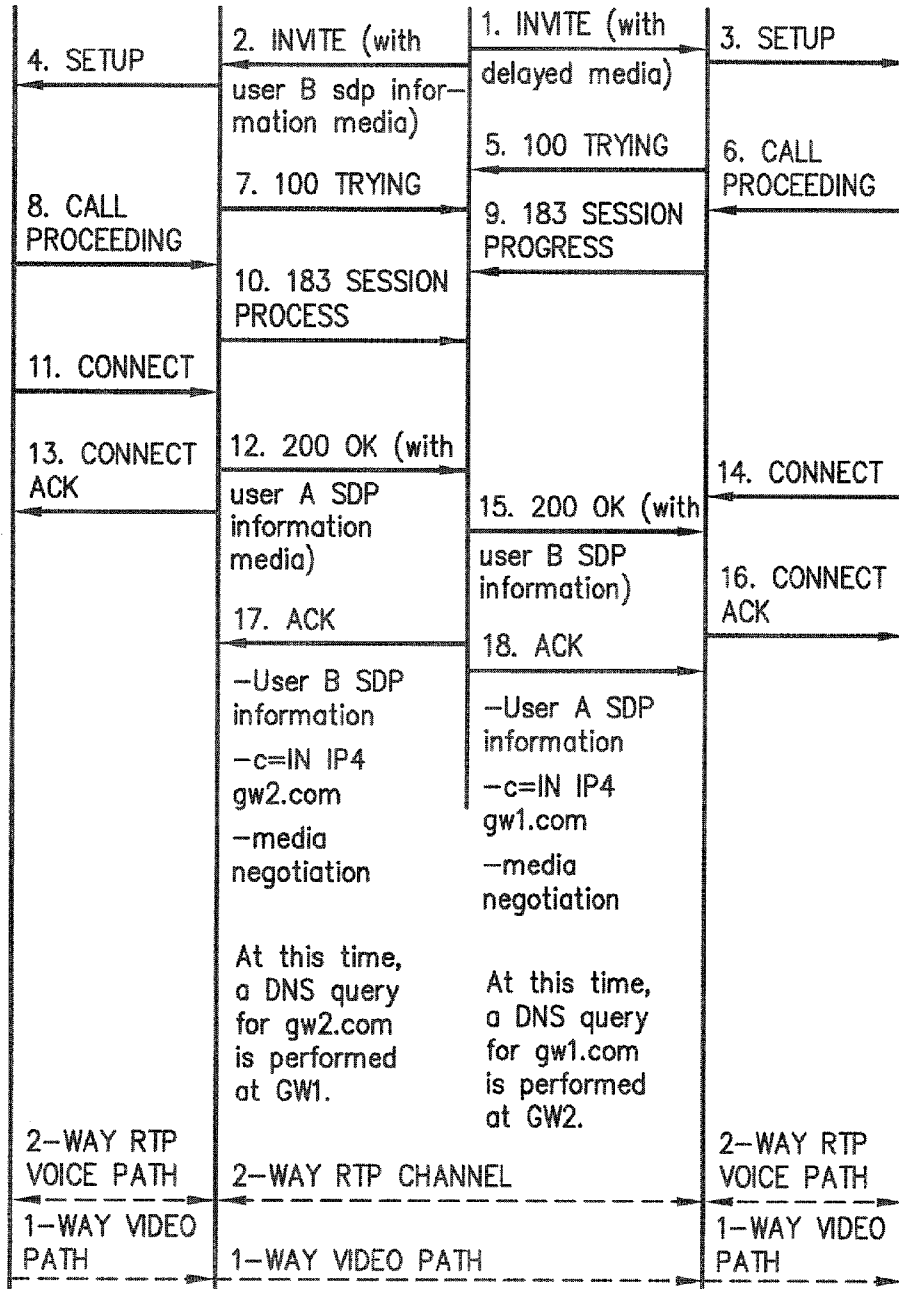 1. INVITE (with
delayed media)
2. INVITE (with
user B sdp infor-
mation media)
3. SETUP
4. SETUP
5. 100 TRYING
6. CALL
PROCEEDING
7. 100 TRYING
8. CALL
PROCEEDING
9. 183 SESSION
PROGRESS
10. 183 SESSION
PROCESS
11. CONNECT
12. 200 OK (with
user A SDP
information
media)
13. CONNECT
ACK
14. CONNECT
15. 200 OK (with
user B SDP
information)
16. CONNECT
ACK
17. ACK
-User B SDP
information
-c=IN IP4
gw2.com
-media
negotiation
At this time,
a DNS query
for gw2.com
is performed
at GW1.
18. ACK
-User A SDP
information
-c=IN IP4
gw1.com
-media
negotiation
At this time,
a DNS query
for gw1.com
is performed
at GW2.
2-WAY RTP
VOICE PATH
2-WAY RTP CHANNEL
2-WAY RTP
VOICE PATH
1-WAY VIDEO
PATH
1-WAY VIDEO PATH
1-WAY VIDEO
PATH